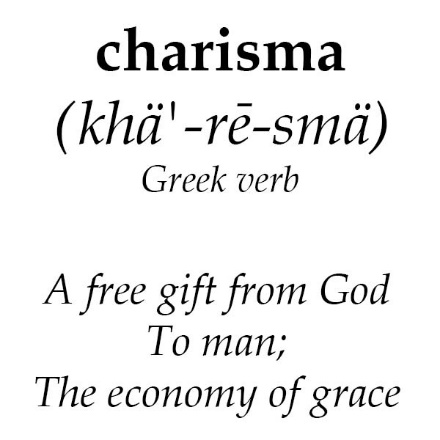 charisma
(khä'-rē-smä)
Greek verb
A free gift from God
To man;
The economy of grace